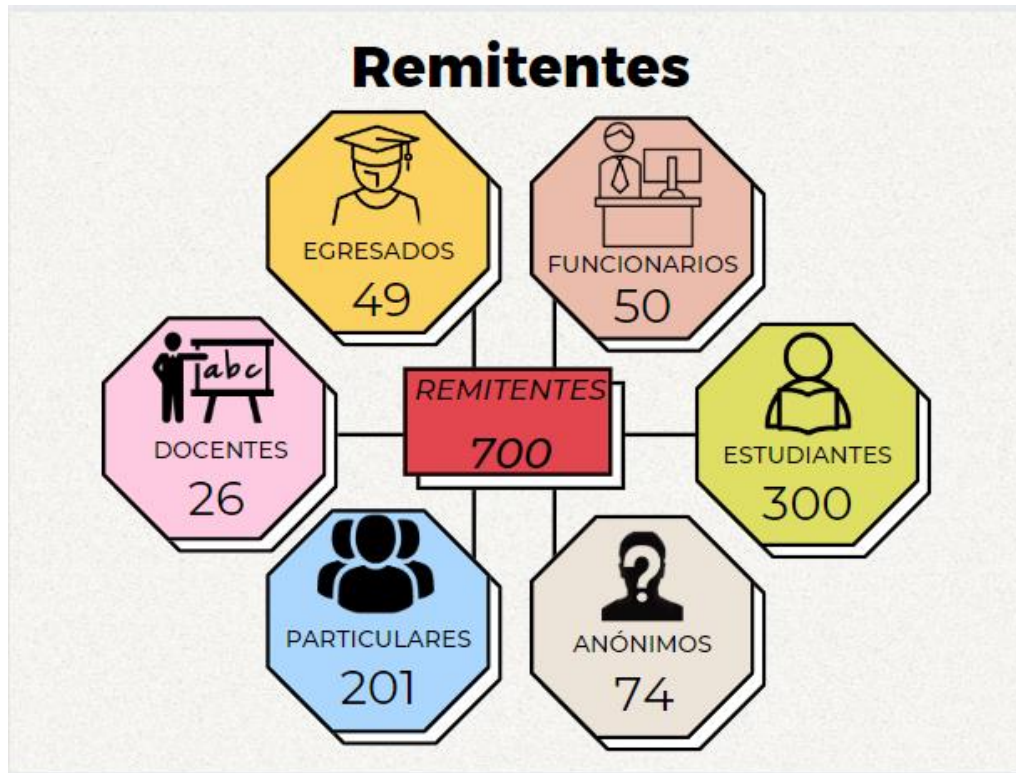 Remitentes
EGRESADOS
49
FUNCIONARIOS
50
abc
DOCENTES
26
REMITENTES
700
ESTUDIANTES
300
PARTICULARES
201
?
ANÓNIMOS
74